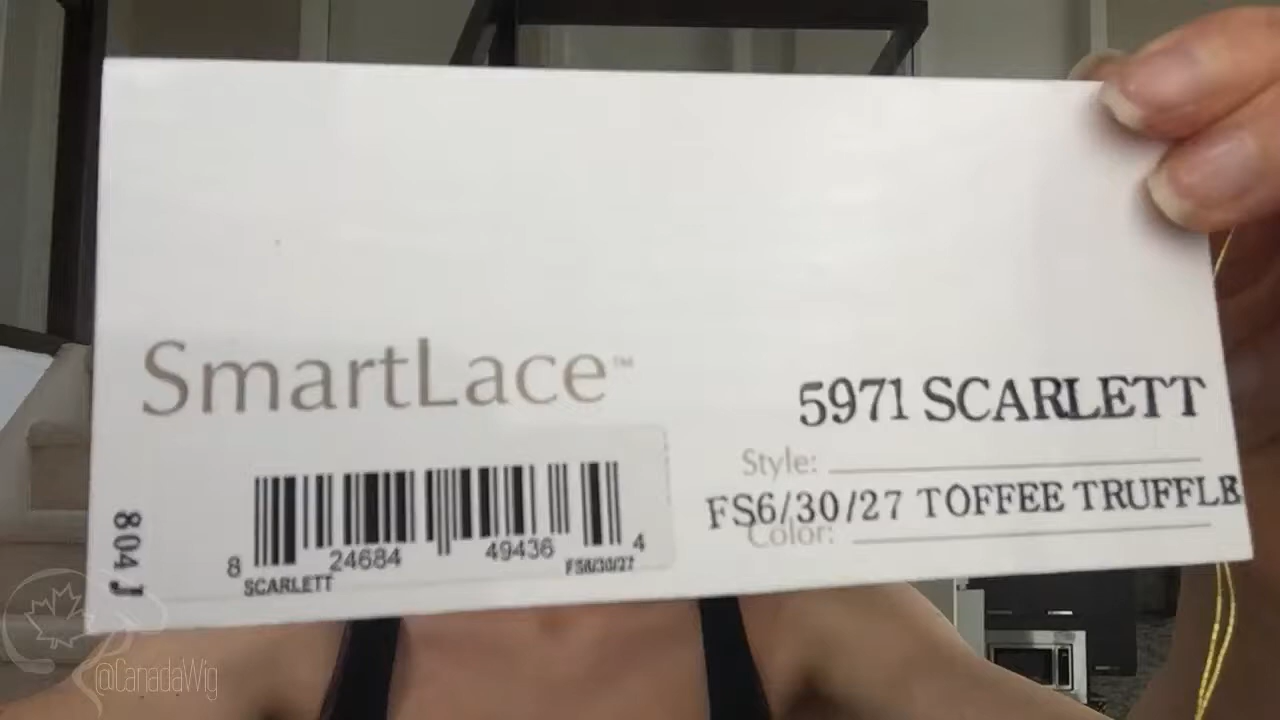 SmartLace™
5971 SCARLETT
Style:
FS6/30/27 TOFFEE TRUFFLE
Color:
804 J
8 24684 49436 4
SCARLETT FS6/30/27
@CanadaWig